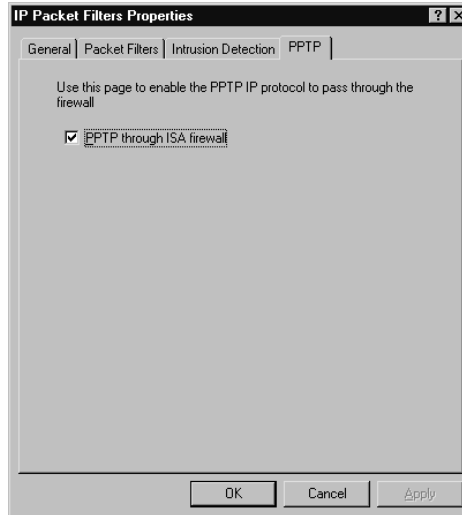 IP Packet Filters Properties
General Packet Filters Intrusion Detection PPTP
Use this page to enable the PPTP IP protocol to pass through the
firewall
PPTP through ISA firewall
OK Cancel Apply